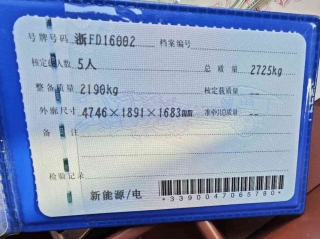 号牌号码 浙FD16002 档案编号
核定载人数 5人 总质量 2725kg
整备质量 2190kg 核定载质量 --
外廓尺寸 4746×1891×1683mm 准牵引总质量 --
备注
检验记录
新能源/电
*3390047065780*